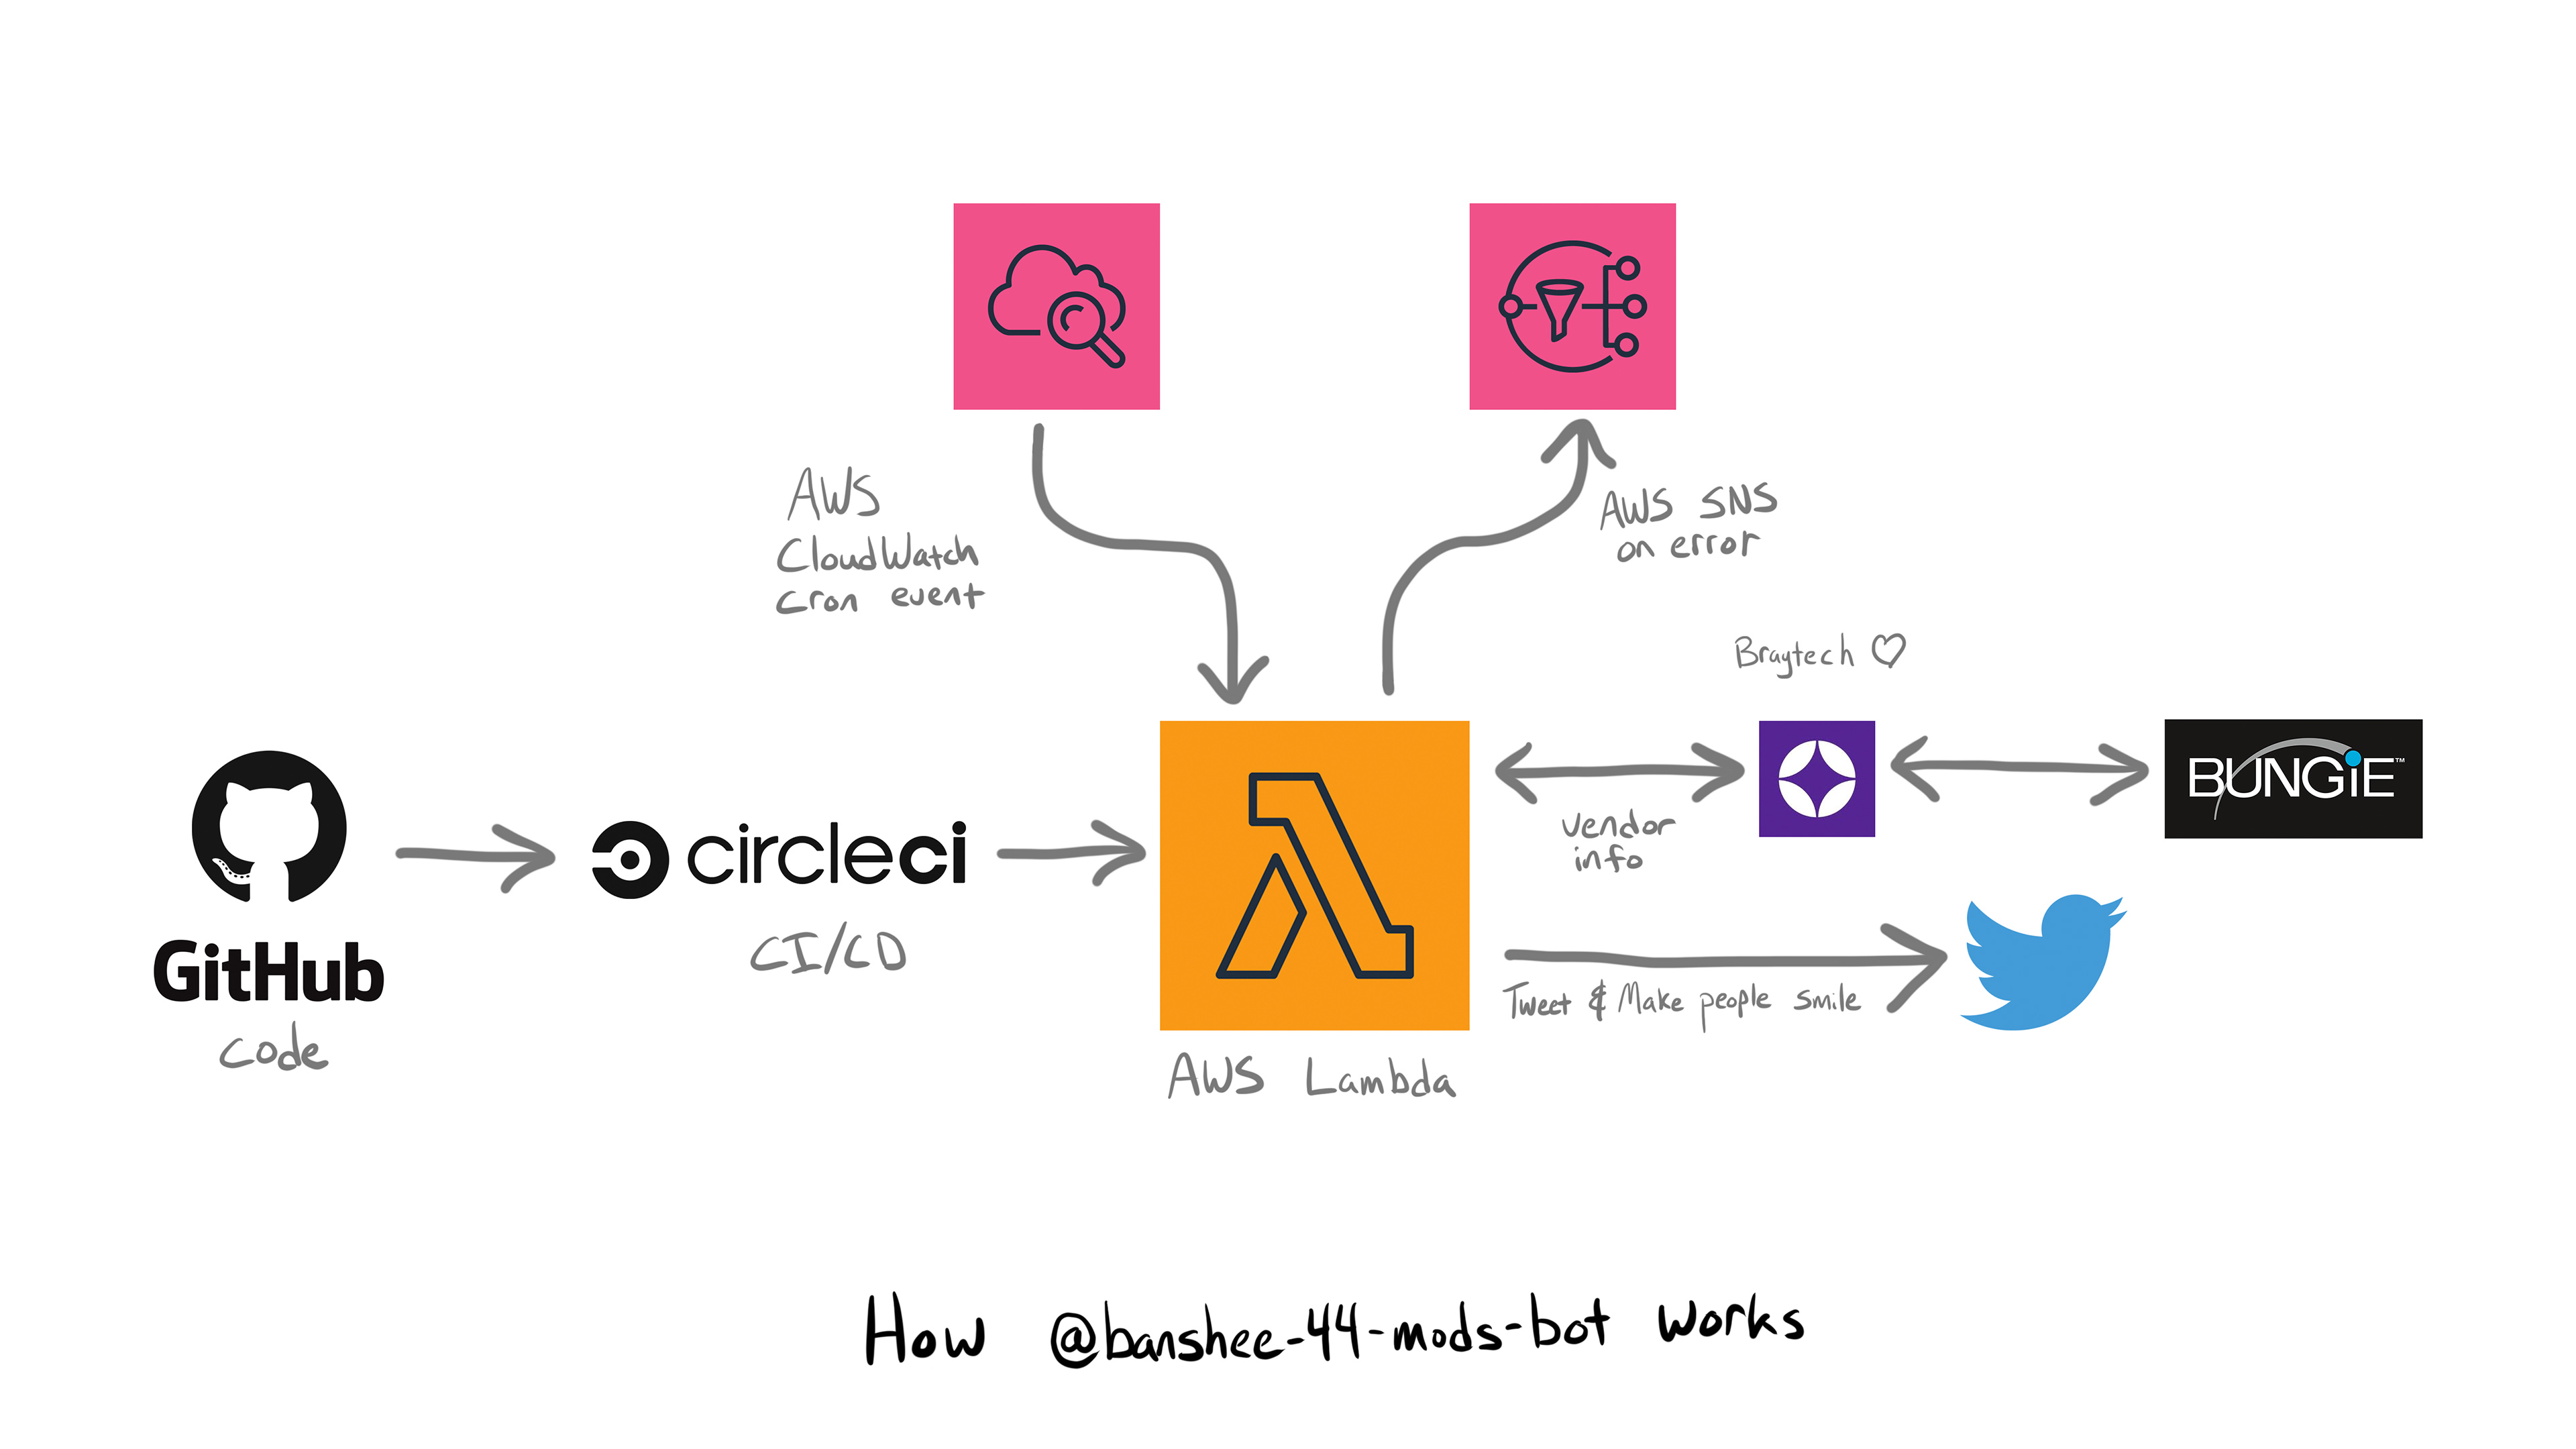 AWS
CloudWatch
cron event
AWS SNS
on error
Braytech ♡
BUNGiE™
vendor
info
circleci
CI/CD
GitHub
code
Tweet & Make people smile
AWS Lambda
How @banshee-44-mods-bot works